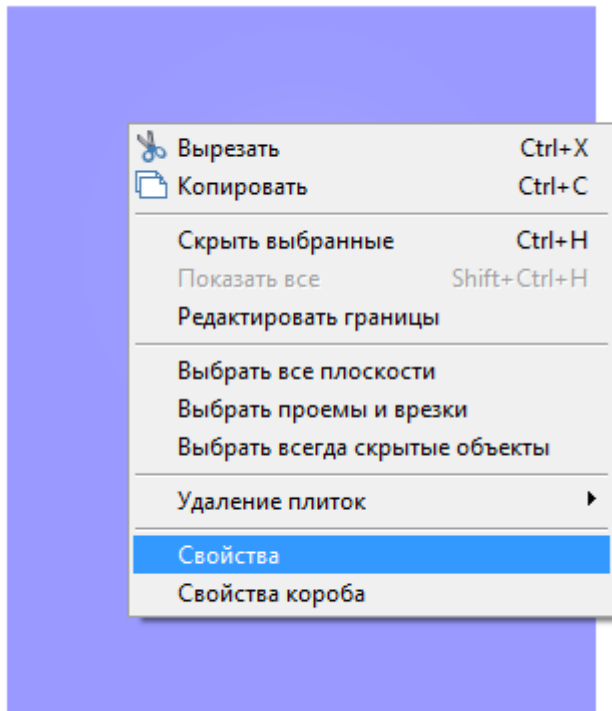 Вырезать Ctrl+X
Копировать Ctrl+C
Скрыть выбранные Ctrl+H
Показать все Shift+Ctrl+H
Редактировать границы
Выбрать все плоскости
Выбрать проемы и врезки
Выбрать всегда скрытые объекты
Удаление плиток
Свойства
Свойства короба